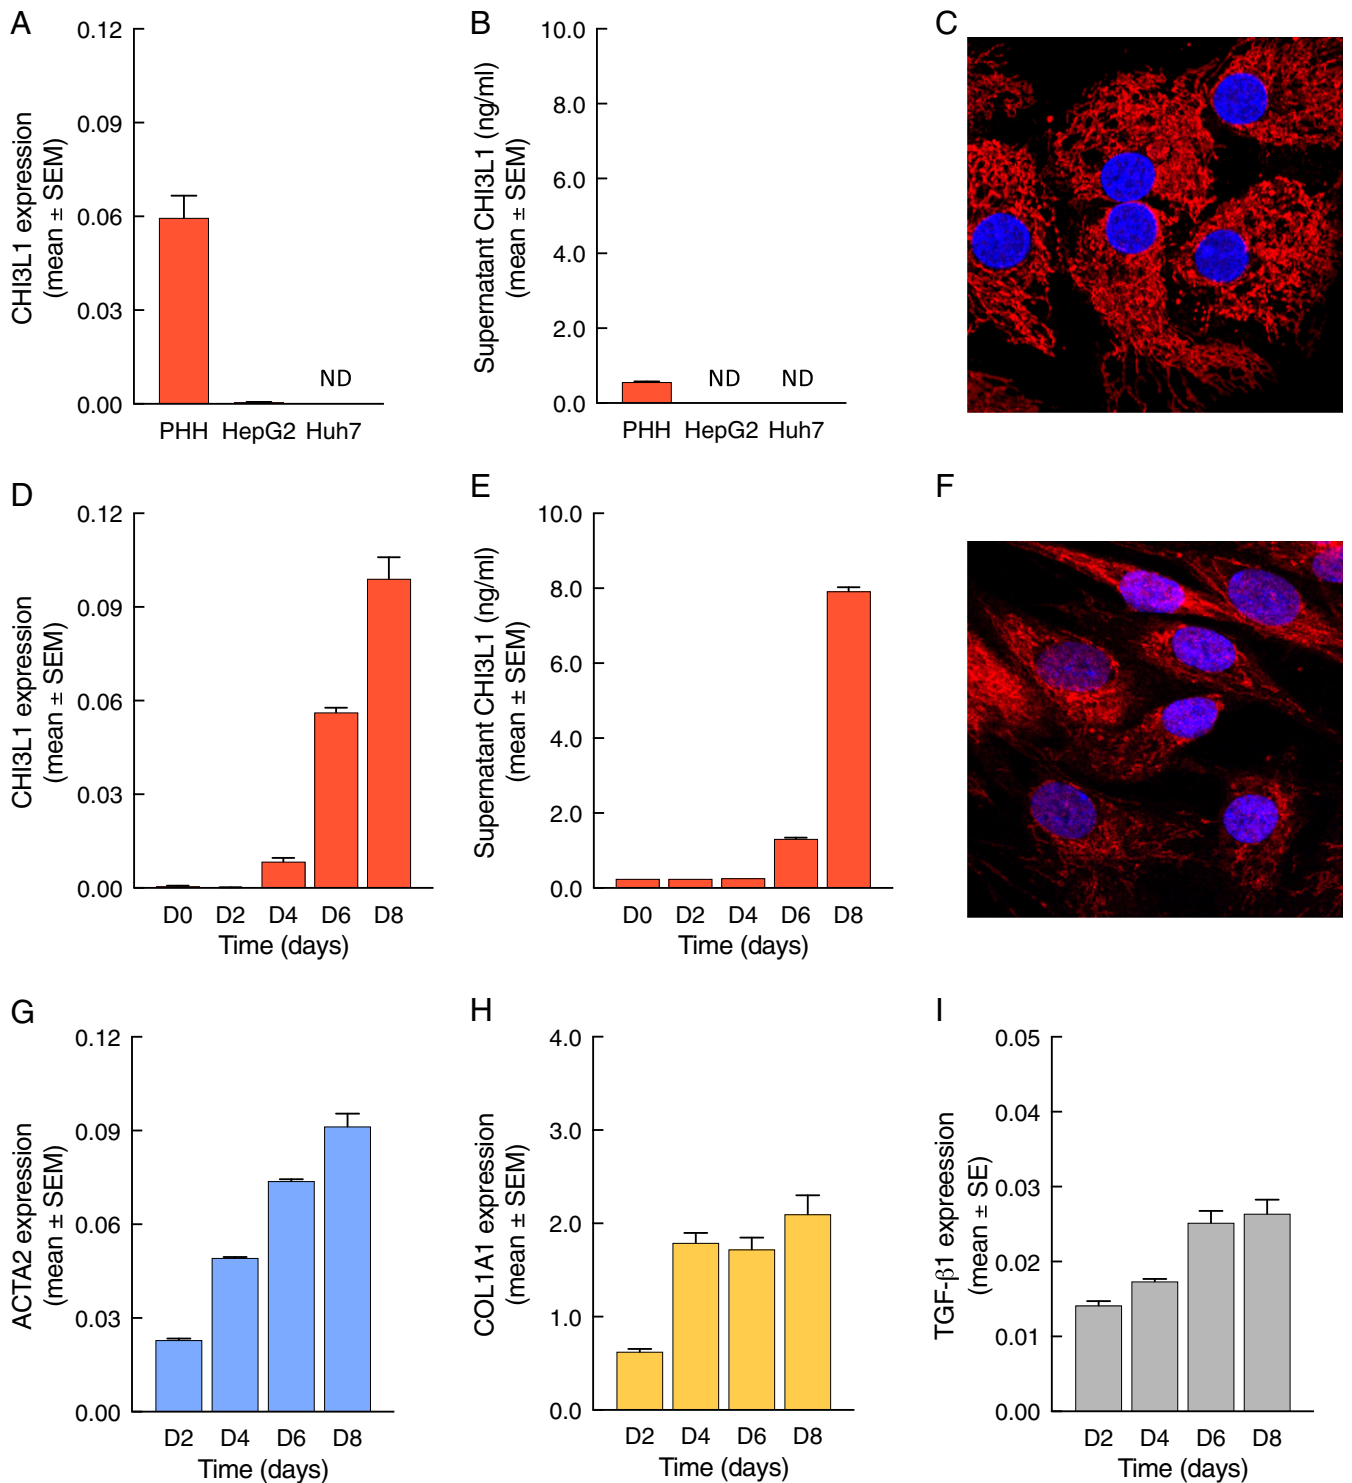 A
CHI3L1 expression
(mean ± SEM)
0.12
0.09
0.06
0.03
0.00
ND
PHH HepG2 Huh7
B
Supernatant CHI3L1 (ng/ml)
(mean ± SEM)
10.0
8.0
6.0
4.0
2.0
0.0
ND ND
PHH HepG2 Huh7
C
D
CHI3L1 expression
(mean ± SEM)
0.12
0.09
0.06
0.03
0.00
D0 D2 D4 D6 D8
Time (days)
E
Supernatant CHI3L1 (ng/ml)
(mean ± SEM)
10.0
8.0
6.0
4.0
2.0
0.0
D0 D2 D4 D6 D8
Time (days)
F
G
ACTA2 expression
(mean ± SEM)
0.12
0.09
0.06
0.03
0.00
D2 D4 D6 D8
Time (days)
H
COL1A1 expression
(mean ± SEM)
4.0
3.0
2.0
1.0
0.0
D2 D4 D6 D8
Time (days)
I
TGF-β1 expreession
(mean ± SE)
0.05
0.04
0.03
0.02
0.01
0.00
D2 D4 D6 D8
Time (days)